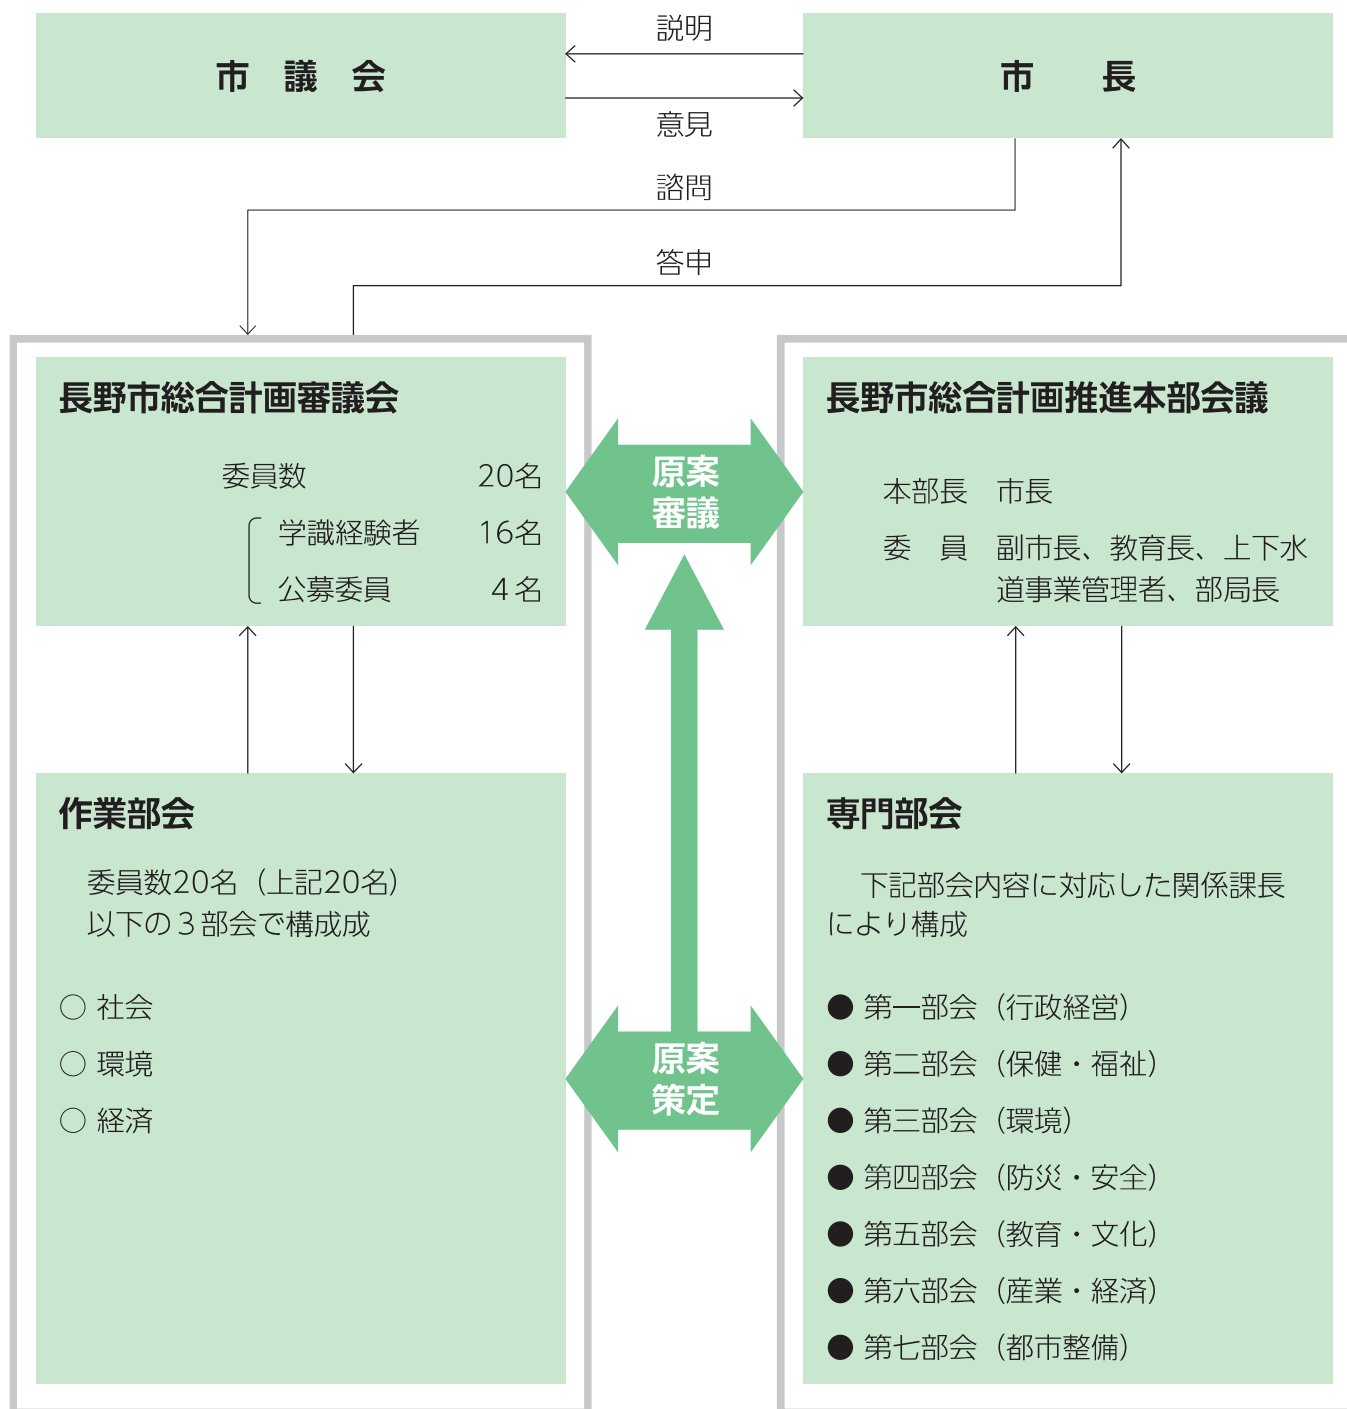 市 議 会
説明
市 長
意見
諮問
答申
長野市総合計画審議会
委員数 20名
学識経験者 16名
公募委員 4名
原案
審議
長野市総合計画推進本部会議
本部長 市長
委 員 副市長、教育長、上下水
道事業管理者、部局長
作業部会
委員数20名（上記20名）
以下の３部会で構成成
○ 社会
○ 環境
○ 経済
原案
策定
専門部会
下記部会内容に対応した関係課長
により構成
● 第一部会（行政経営）
● 第二部会（保健・福祉）
● 第三部会（環境）
● 第四部会（防災・安全）
● 第五部会（教育・文化）
● 第六部会（産業・経済）
● 第七部会（都市整備）